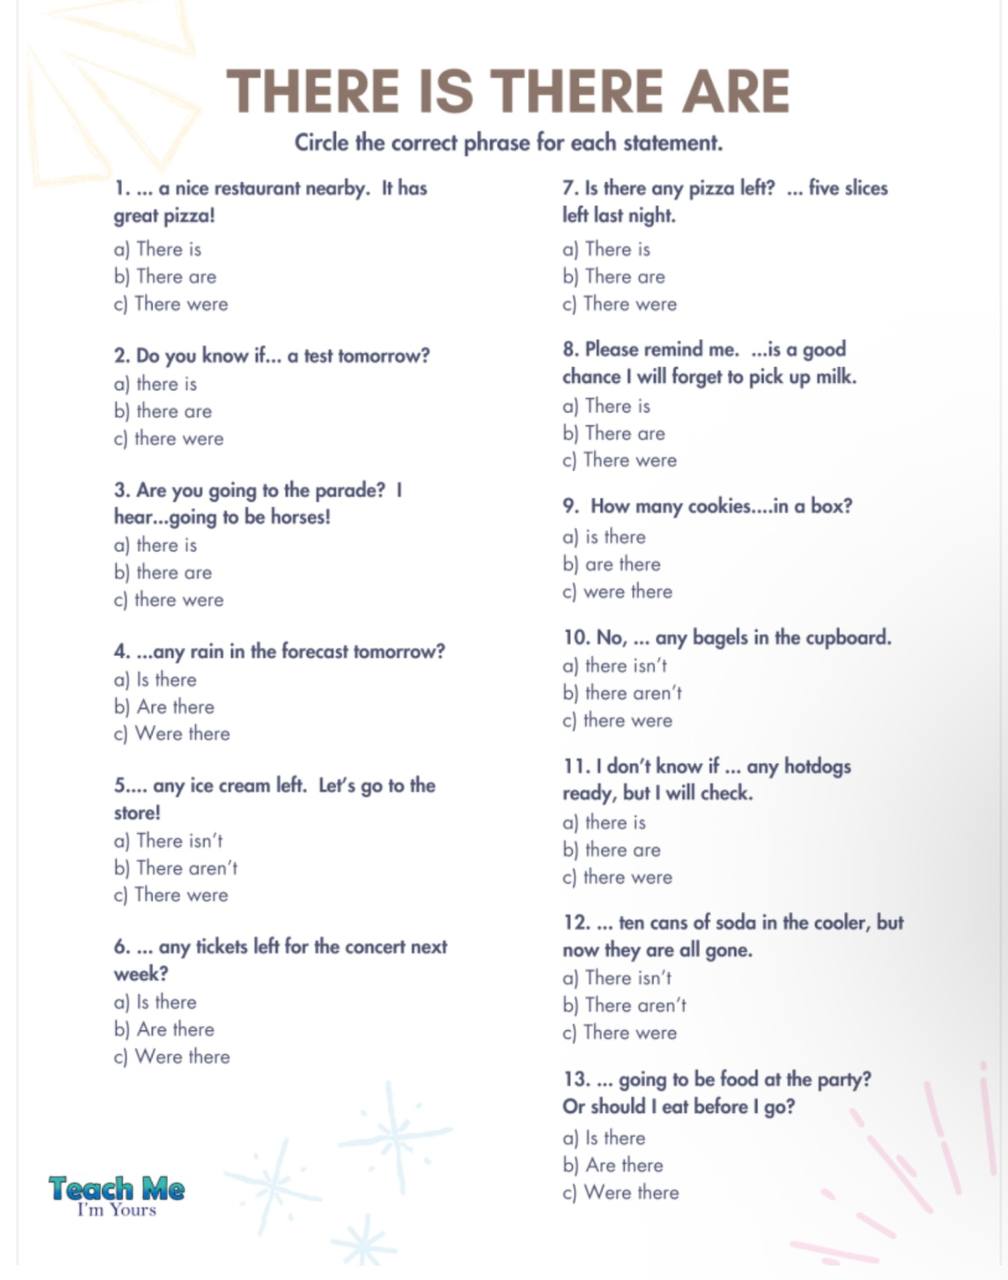 THERE IS THERE ARE
Circle the correct phrase for each statement.
1. ... a nice restaurant nearby.  It has
great pizza!
a) There is
b) There are
c) There were
2. Do you know if... a test tomorrow?
a) there is
b) there are
c) there were
3. Are you going to the parade?  I
hear...going to be horses!
a) there is
b) there are
c) there were
4. ...any rain in the forecast tomorrow?
a) Is there
b) Are there
c) Were there
5.... any ice cream left.  Let's go to the
store!
a) There isn't
b) There aren't
c) There were
6. ... any tickets left for the concert next
week?
a) Is there
b) Are there
c) Were there
7. Is there any pizza left?  ... five slices
left last night.
a) There is
b) There are
c) There were
8. Please remind me.  ...is a good
chance I will forget to pick up milk.
a) There is
b) There are
c) There were
9.  How many cookies....in a box?
a) is there
b) are there
c) were there
10. No, ... any bagels in the cupboard.
a) there isn't
b) there aren't
c) there were
11. I don't know if ... any hotdogs
ready, but I will check.
a) there is
b) there are
c) there were
12. ... ten cans of soda in the cooler, but
now they are all gone.
a) There isn't
b) There aren't
c) There were
13. ... going to be food at the party?
Or should I eat before I go?
a) Is there
b) Are there
c) Were there
Teach Me
I'm Yours